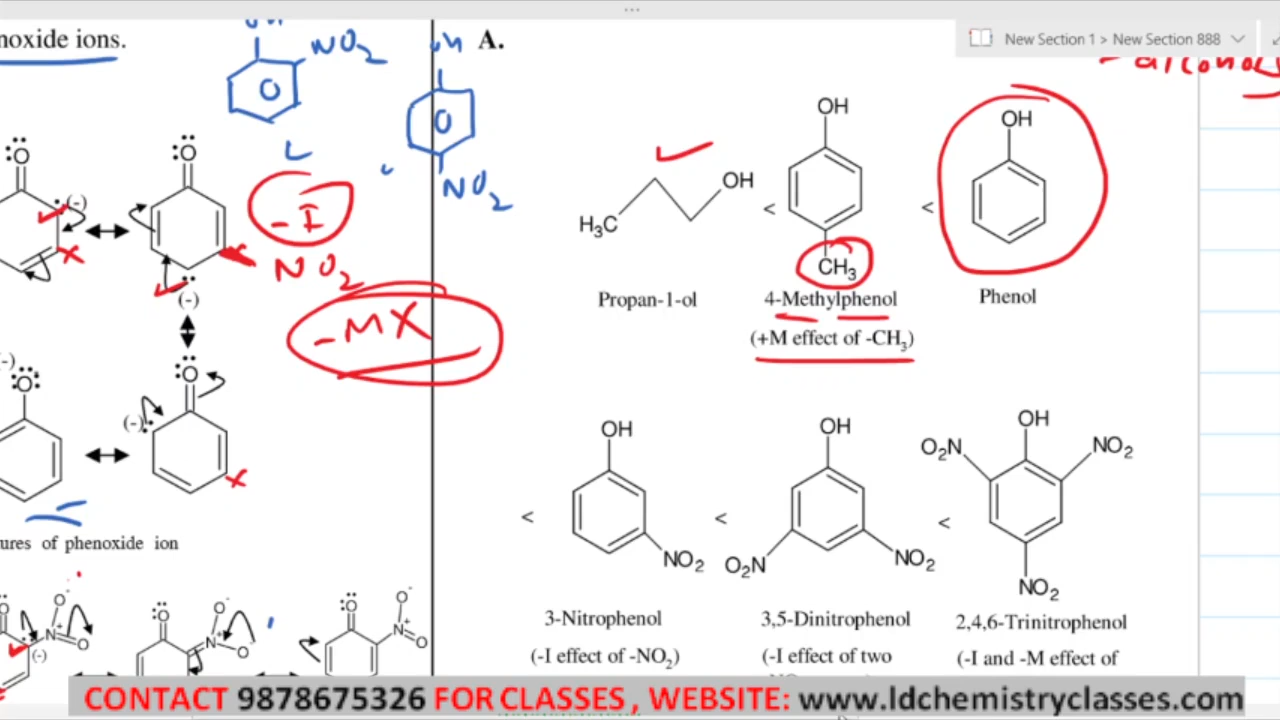 noxide ions.
NO2
A.
New Section 1 > New Section 888
OH
NO2
- I
NO2
- M X
(-)
(-)
(-)
(-)
OH
OH
OH
H3C
<
<
CH3
Propan-1-ol
4-Methylphenol
Phenol
(+M effect of -CH3)
OH
OH
OH
O2N
NO2
<
<
<
NO2
O2N
NO2
NO2
3-Nitrophenol
3,5-Dinitrophenol
2,4,6-Trinitrophenol
(-I effect of -NO2)
(-I effect of two
(-I and -M effect of
ures of phenoxide ion
O
O-
N+
O
(-)
O
O-
N+
O-
O
O-
N+
O
CONTACT 9878675326 FOR CLASSES , WEBSITE: www.ldchemistryclasses.com